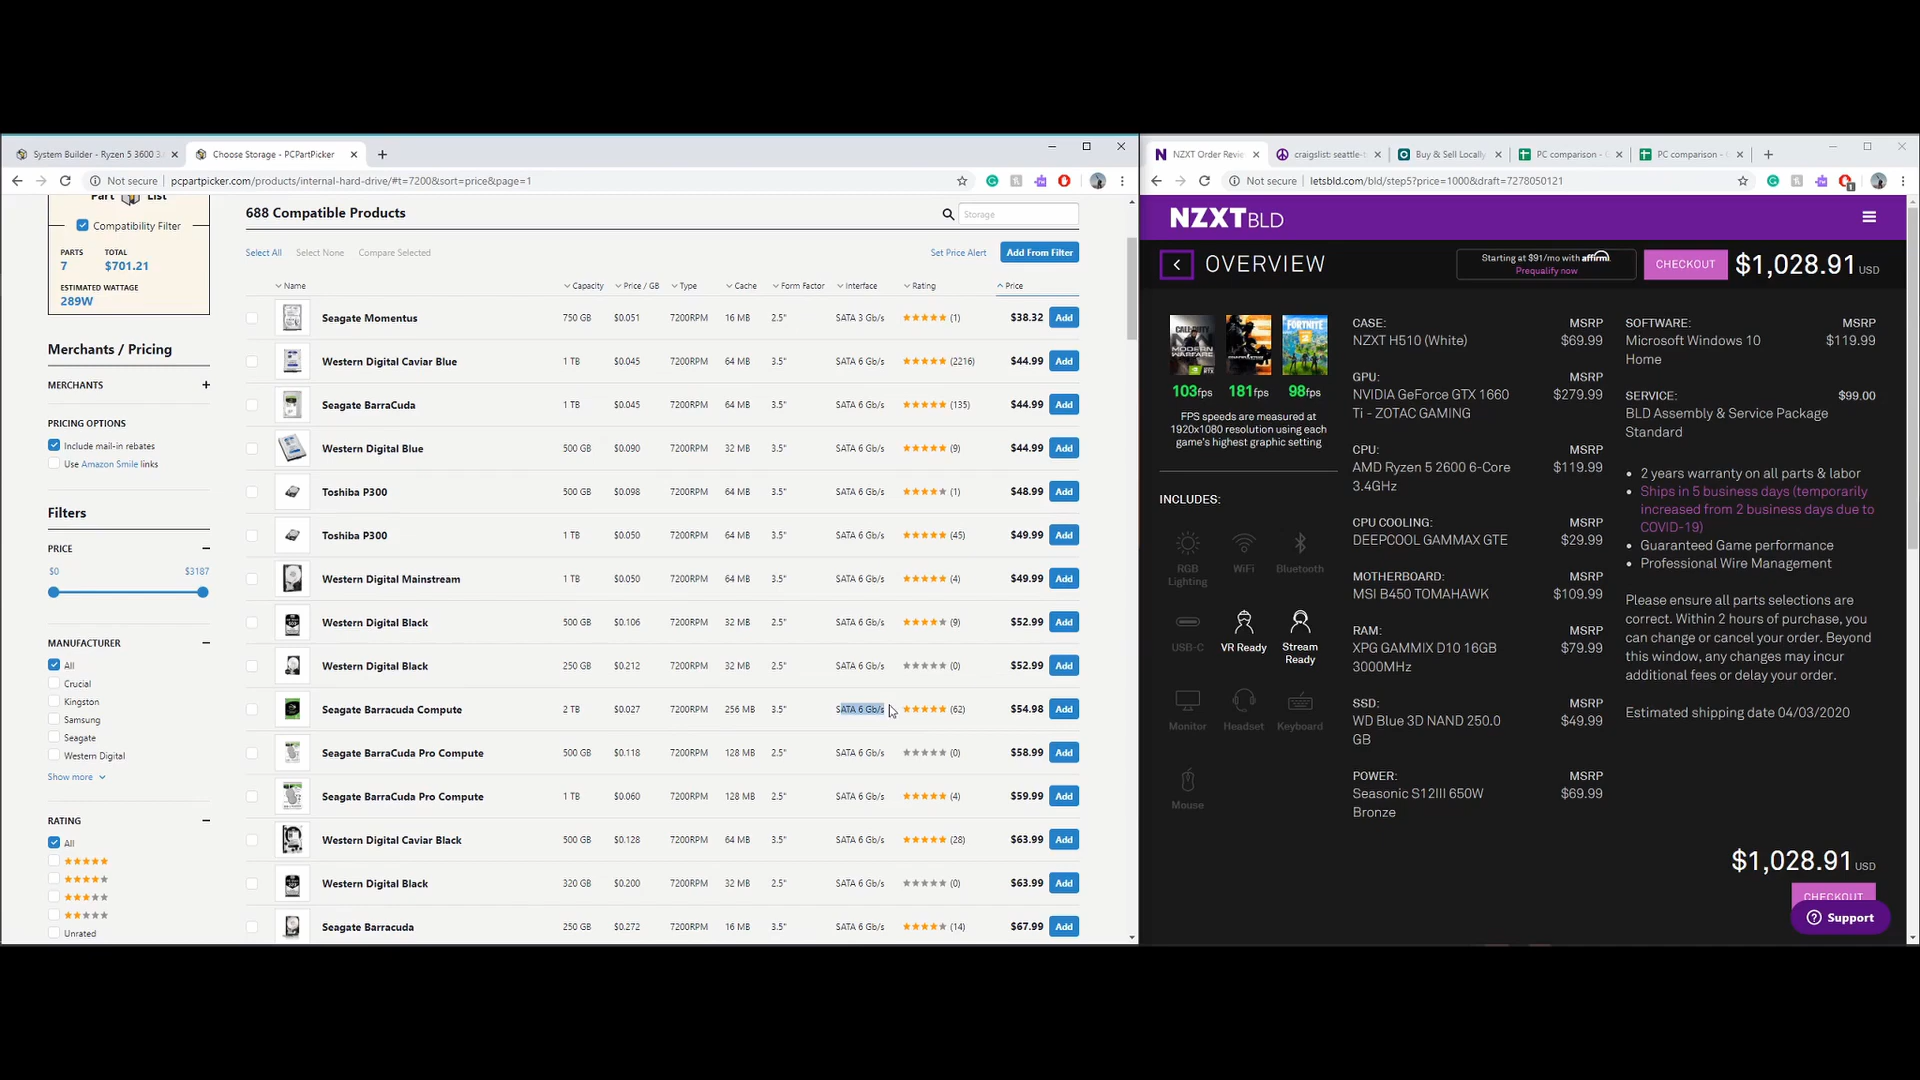 System Builder - Ryzen 5 3600 3.
Choose Storage - PCPartPicker
Not secure | pcpartpicker.com/products/internal-hard-drive/#t=7200&sort=price&page=1
Part List
Compatibility Filter
PARTS TOTAL
7 $701.21
ESTIMATED WATTAGE
289W
Merchants / Pricing
MERCHANTS +
PRICING OPTIONS
Include mail-in rebates
Use Amazon Smile links
Filters
PRICE
$0 $3187
MANUFACTURER
All
Crucial
Kingston
Samsung
Seagate
Western Digital
Show more
RATING
All
Unrated
688 Compatible Products
Storage
Select All Select None Compare Selected Set Price Alert Add From Filter
Name Capacity Price / GB Type Cache Form Factor Interface Rating Price
Seagate Momentus 750 GB $0.051 7200RPM 16 MB 2.5" SATA 3 Gb/s (1) $38.32 Add
Western Digital Caviar Blue 1 TB $0.045 7200RPM 64 MB 3.5" SATA 6 Gb/s (2216) $44.99 Add
Seagate BarraCuda 1 TB $0.045 7200RPM 64 MB 3.5" SATA 6 Gb/s (135) $44.99 Add
Western Digital Blue 500 GB $0.090 7200RPM 32 MB 3.5" SATA 6 Gb/s (9) $44.99 Add
Toshiba P300 500 GB $0.098 7200RPM 64 MB 3.5" SATA 6 Gb/s (1) $48.99 Add
Toshiba P300 1 TB $0.050 7200RPM 64 MB 3.5" SATA 6 Gb/s (45) $49.99 Add
Western Digital Mainstream 1 TB $0.050 7200RPM 64 MB 3.5" SATA 6 Gb/s (4) $49.99 Add
Western Digital Black 500 GB $0.106 7200RPM 32 MB 2.5" SATA 6 Gb/s (9) $52.99 Add
Western Digital Black 250 GB $0.212 7200RPM 32 MB 2.5" SATA 6 Gb/s (0) $52.99 Add
Seagate Barracuda Compute 2 TB $0.027 7200RPM 256 MB 3.5" SATA 6 Gb/s (62) $54.98 Add
Seagate BarraCuda Pro Compute 500 GB $0.118 7200RPM 128 MB 2.5" SATA 6 Gb/s (0) $58.99 Add
Seagate BarraCuda Pro Compute 1 TB $0.060 7200RPM 128 MB 2.5" SATA 6 Gb/s (4) $59.99 Add
Western Digital Caviar Black 500 GB $0.128 7200RPM 64 MB 3.5" SATA 6 Gb/s (28) $63.99 Add
Western Digital Black 320 GB $0.200 7200RPM 32 MB 2.5" SATA 6 Gb/s (0) $63.99 Add
Seagate Barracuda 250 GB $0.272 7200RPM 16 MB 3.5" SATA 6 Gb/s (14) $67.99 Add
NZXT Order Revie
craigslist: seattle-t
Buy & Sell Locally
PC comparison -
PC comparison -
Not secure | letsbld.com/bld/step5?price=1000&draft=7278050121
NZXT BLD
OVERVIEW
Starting at $91/mo with affirm
Prequalify now
CHECKOUT $1,028.91 USD
CALL OF DUTY
MODERN WARFARE
FORTNITE
103fps 181fps 98fps
FPS speeds are measured at
1920x1080 resolution using each
game's highest graphic setting
INCLUDES:
RGB Lighting
WiFi
Bluetooth
USB-C
VR Ready
Stream Ready
Monitor
Headset
Keyboard
Mouse
CASE: MSRP
NZXT H510 (White) $69.99
GPU: MSRP
NVIDIA GeForce GTX 1660 $279.99
Ti - ZOTAC GAMING
CPU: MSRP
AMD Ryzen 5 2600 6-Core $119.99
3.4GHz
CPU COOLING: MSRP
DEEPCOOL GAMMAX GTE $29.99
MOTHERBOARD: MSRP
MSI B450 TOMAHAWK $109.99
RAM: MSRP
XPG GAMMIX D10 16GB $79.99
3000MHz
SSD: MSRP
WD Blue 3D NAND 250.0 $49.99
GB
POWER: MSRP
Seasonic S12III 650W $69.99
Bronze
SOFTWARE: MSRP
Microsoft Windows 10 $119.99
Home
SERVICE: $99.00
BLD Assembly & Service Package
Standard
• 2 years warranty on all parts & labor
• Ships in 5 business days (temporarily
increased from 2 business days due to
COVID-19)
• Guaranteed Game performance
• Professional Wire Management
Please ensure all parts selections are
correct. Within 2 hours of purchase, you
can change or cancel your order. Beyond
this window, any changes may incur
additional fees or delay your order.
Estimated shipping date 04/03/2020
$1,028.91 USD
CHECKOUT
Support